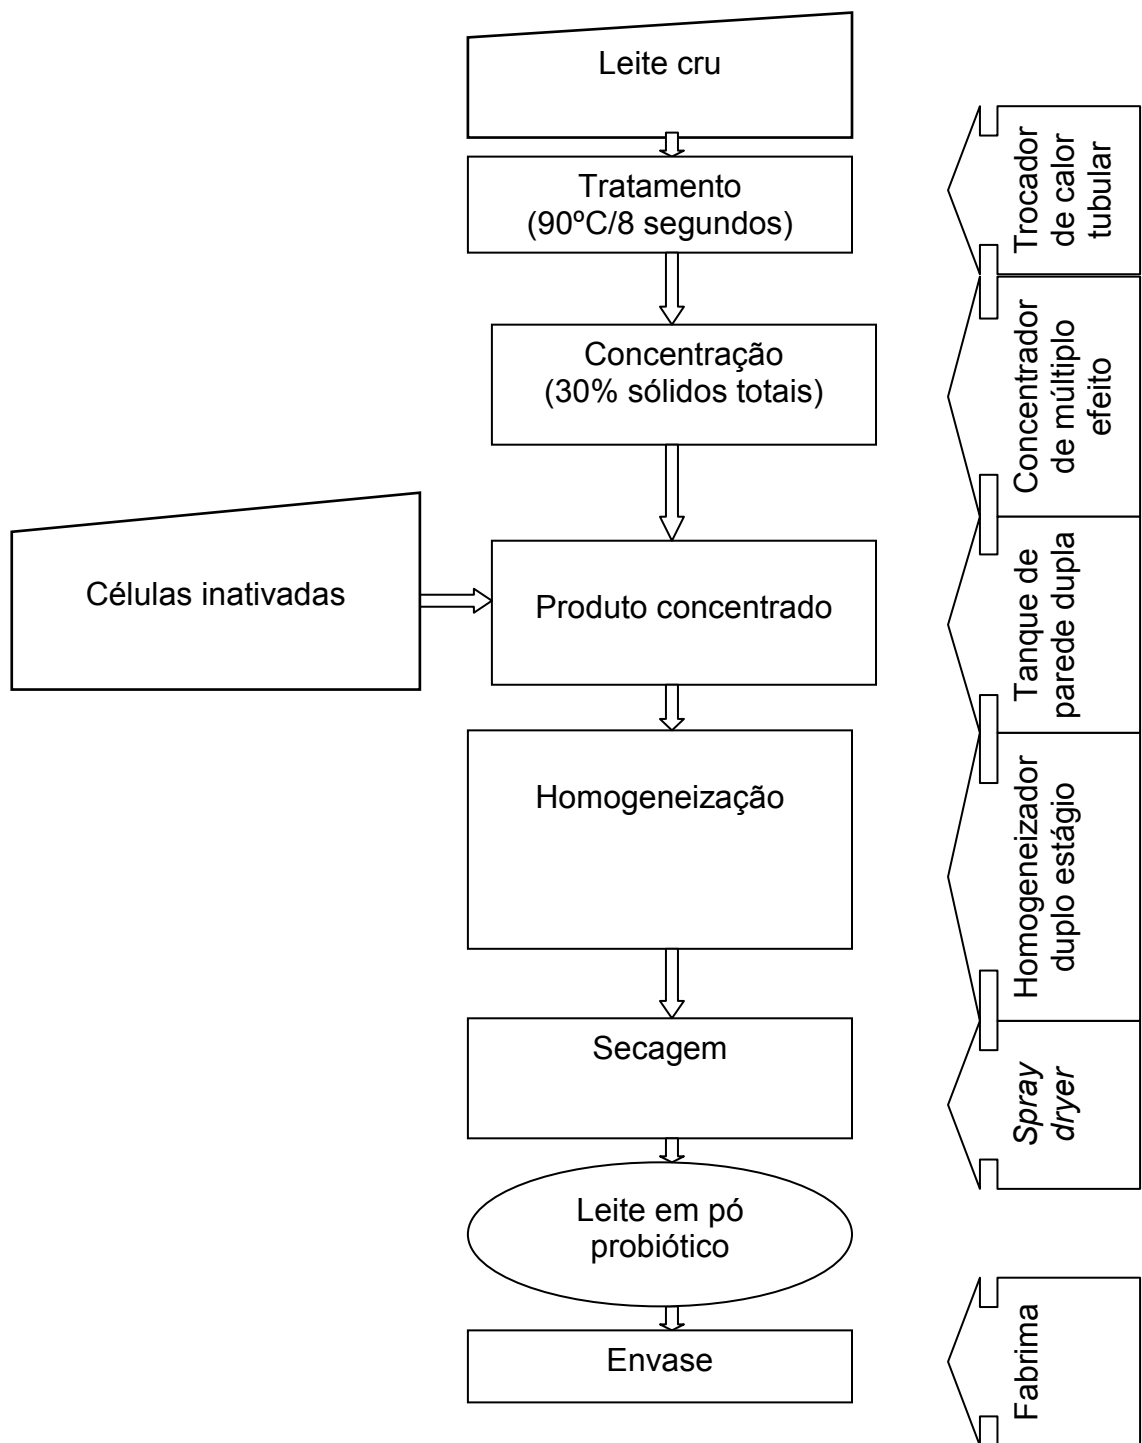 Leite cru
Tratamento
(90ºC/8 segundos)
Concentração
(30% sólidos totais)
Células inativadas
Produto concentrado
Homogeneização
Secagem
Leite em pó
probiótico
Envase
Trocador
de calor
tubular
Concentrador
de múltiplo
efeito
Tanque de
parede dupla
Homogeneizador
duplo estágio
Spray
dryer
Fabrima